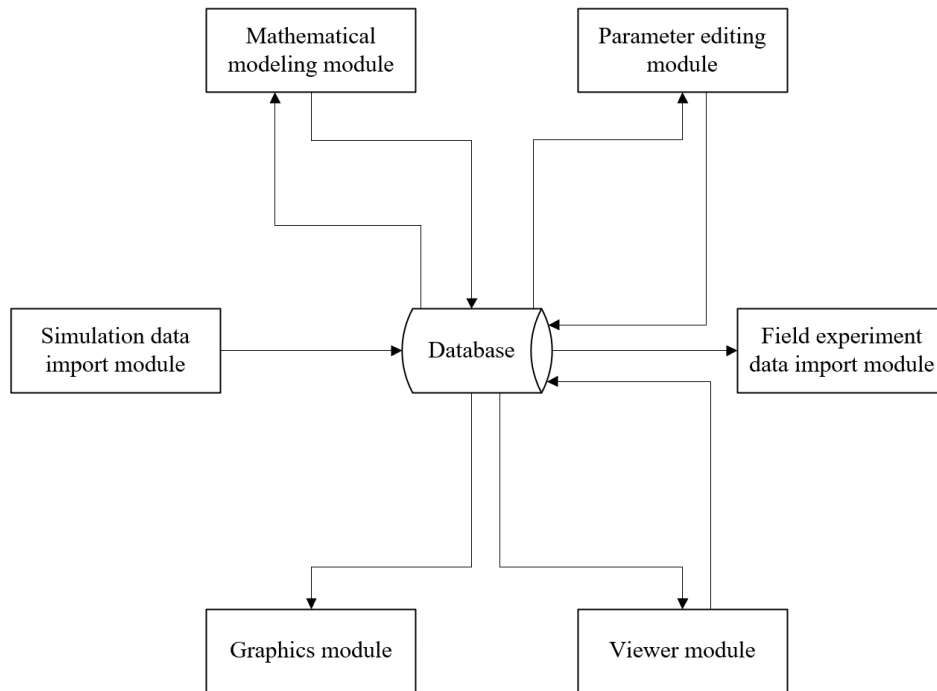 Mathematical
modeling module
Parameter editing
module
Simulation data
import module
Database
Field experiment
data import module
Graphics module
Viewer module